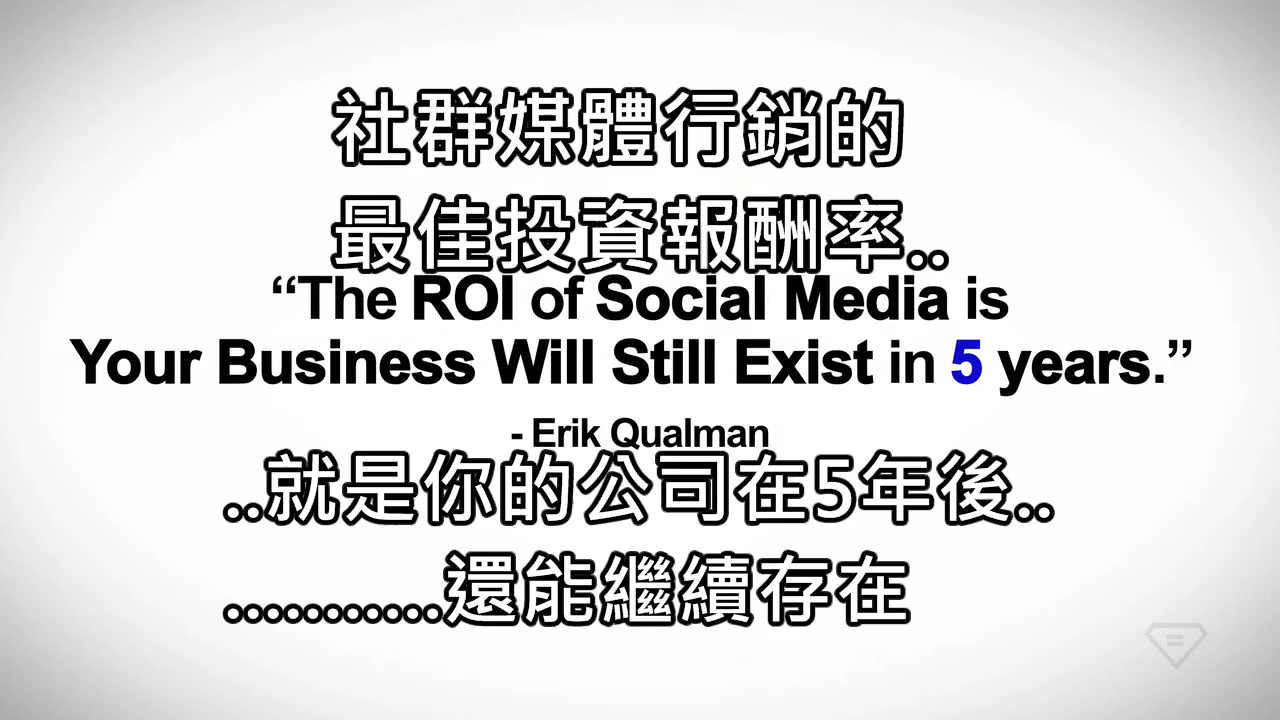 社群媒體行銷的
最佳投資報酬率..
“The ROI of Social Media is
Your Business Will Still Exist in 5 years.”
- Erik Qualman
..就是你的公司在5年後..
...........還能繼續存在